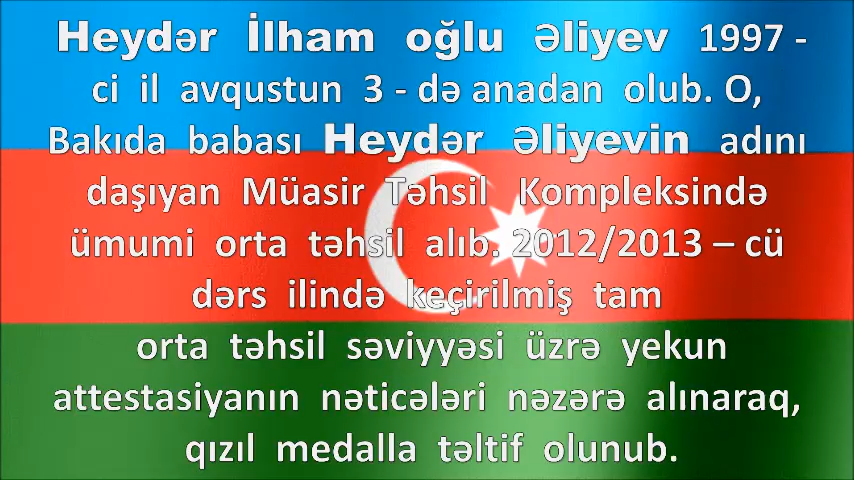 Heydər İlham oğlu Əliyev 1997 -
ci il avqustun 3 - də anadan olub. O,
Bakıda babası Heydər Əliyevin adını
daşıyan Müasir Təhsil Kompleksində
ümumi orta təhsil alıb. 2012/2013 – cü
dərs ilində keçirilmiş tam
orta təhsil səviyyəsi üzrə yekun
attestasiyanın nəticələri nəzərə alınaraq,
qızıl medalla təltif olunub.